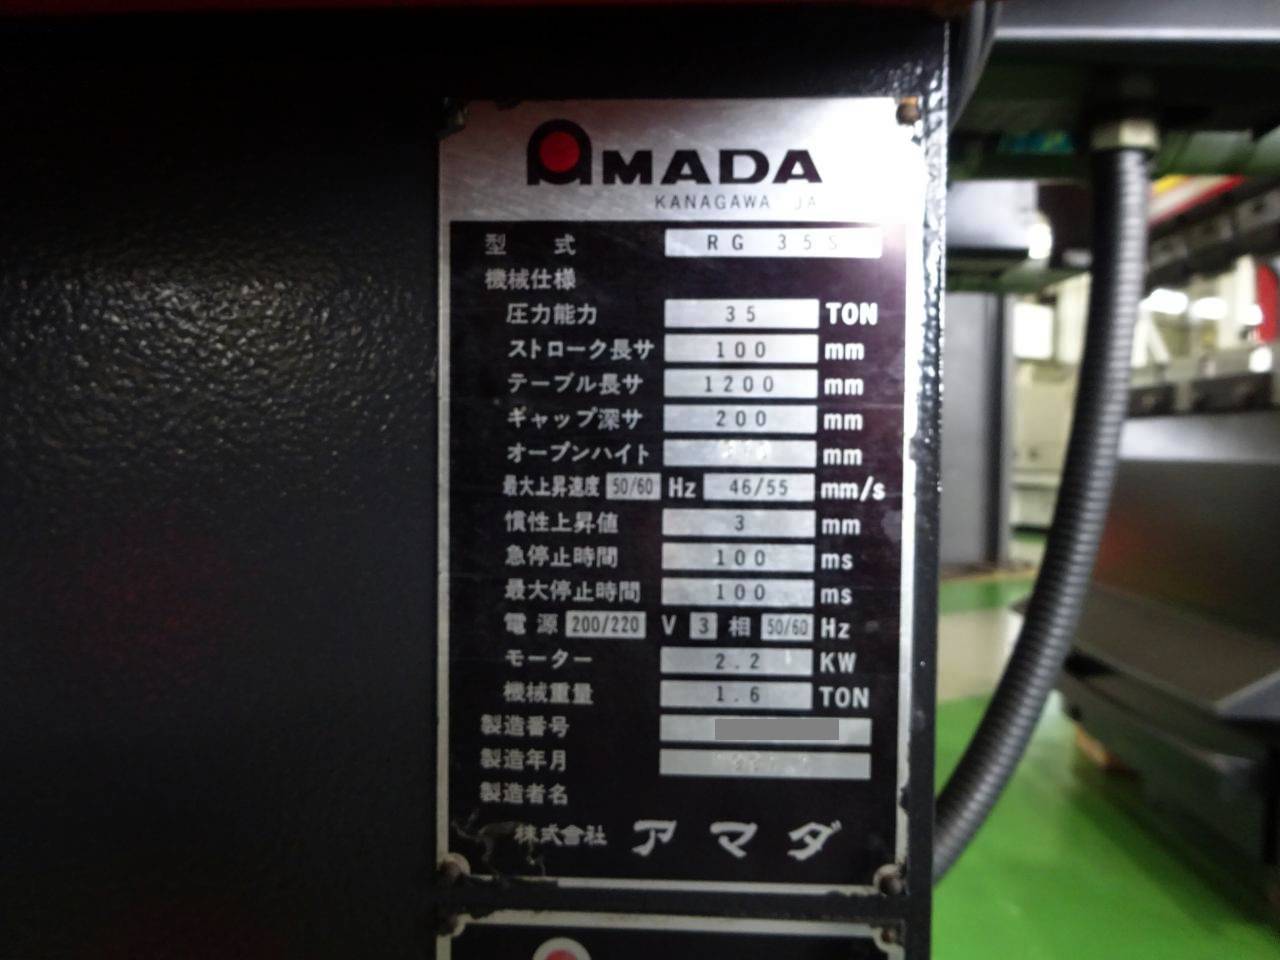 AMADA
KANAGAWA JA
型 式 RG 35S
機械仕様
圧力能力 35 TON
ストローク長サ 100 mm
テーブル長サ 1200 mm
ギャップ深サ 200 mm
オープンハイト mm
最大上昇速度 50/60 Hz 46/55 mm/s
慣性上昇値 3 mm
急停止時間 100 ms
最大停止時間 100 ms
電源 200/220 V 3 相 50/60 Hz
モーター 2.2 KW
機械重量 1.6 TON
製造番号
製造年月
製造者名
株式會社 アマダ